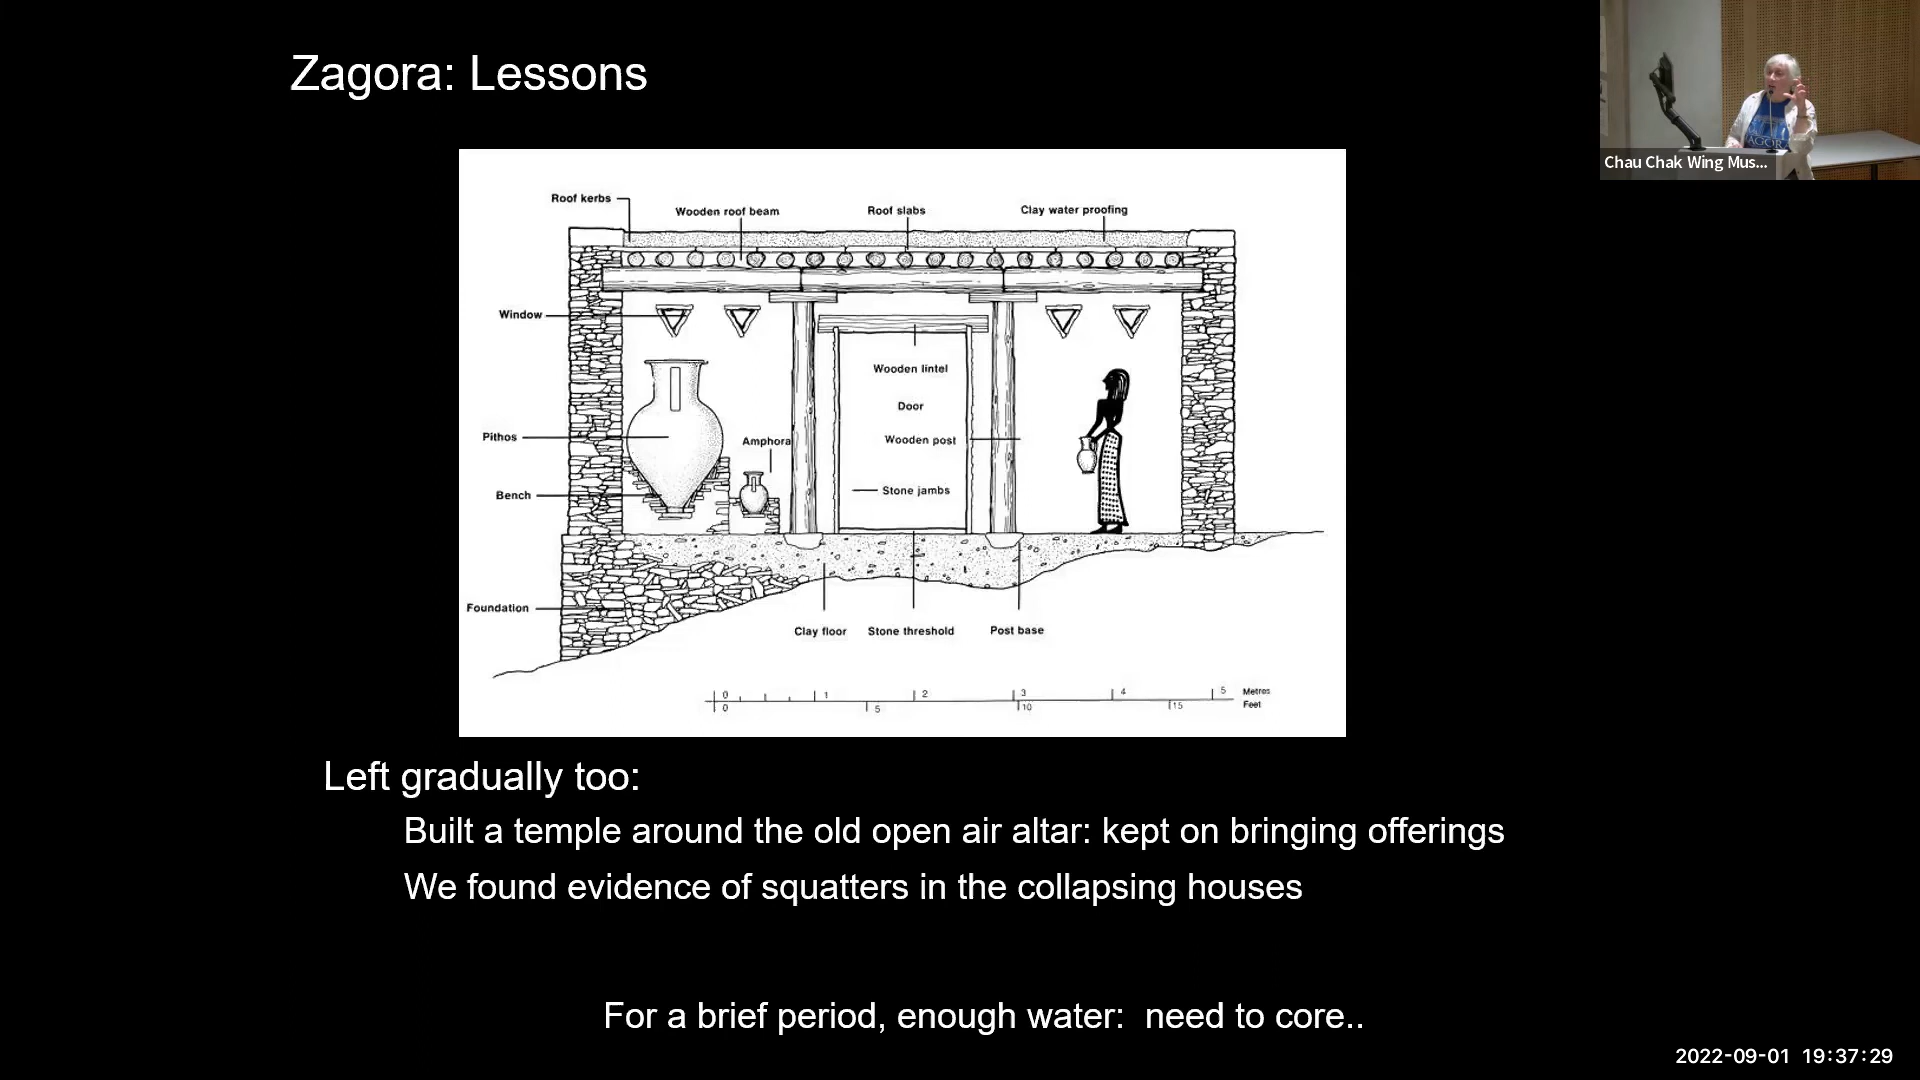 Zagora: Lessons
Chau Chak Wing Mus...
AGORA
Roof kerbs
Wooden roof beam
Roof slabs
Clay water proofing
Window
Wooden lintel
Door
Pithos
Amphora
Wooden post
Bench
Stone jambs
Foundation
Clay floor
Stone threshold
Post base
0 1 2 3 4 5 Metres
0 5 10 15 Feet
Left gradually too:
Built a temple around the old open air altar: kept on bringing offerings
We found evidence of squatters in the collapsing houses
For a brief period, enough water: need to core..
2022-09-01 19:37:29